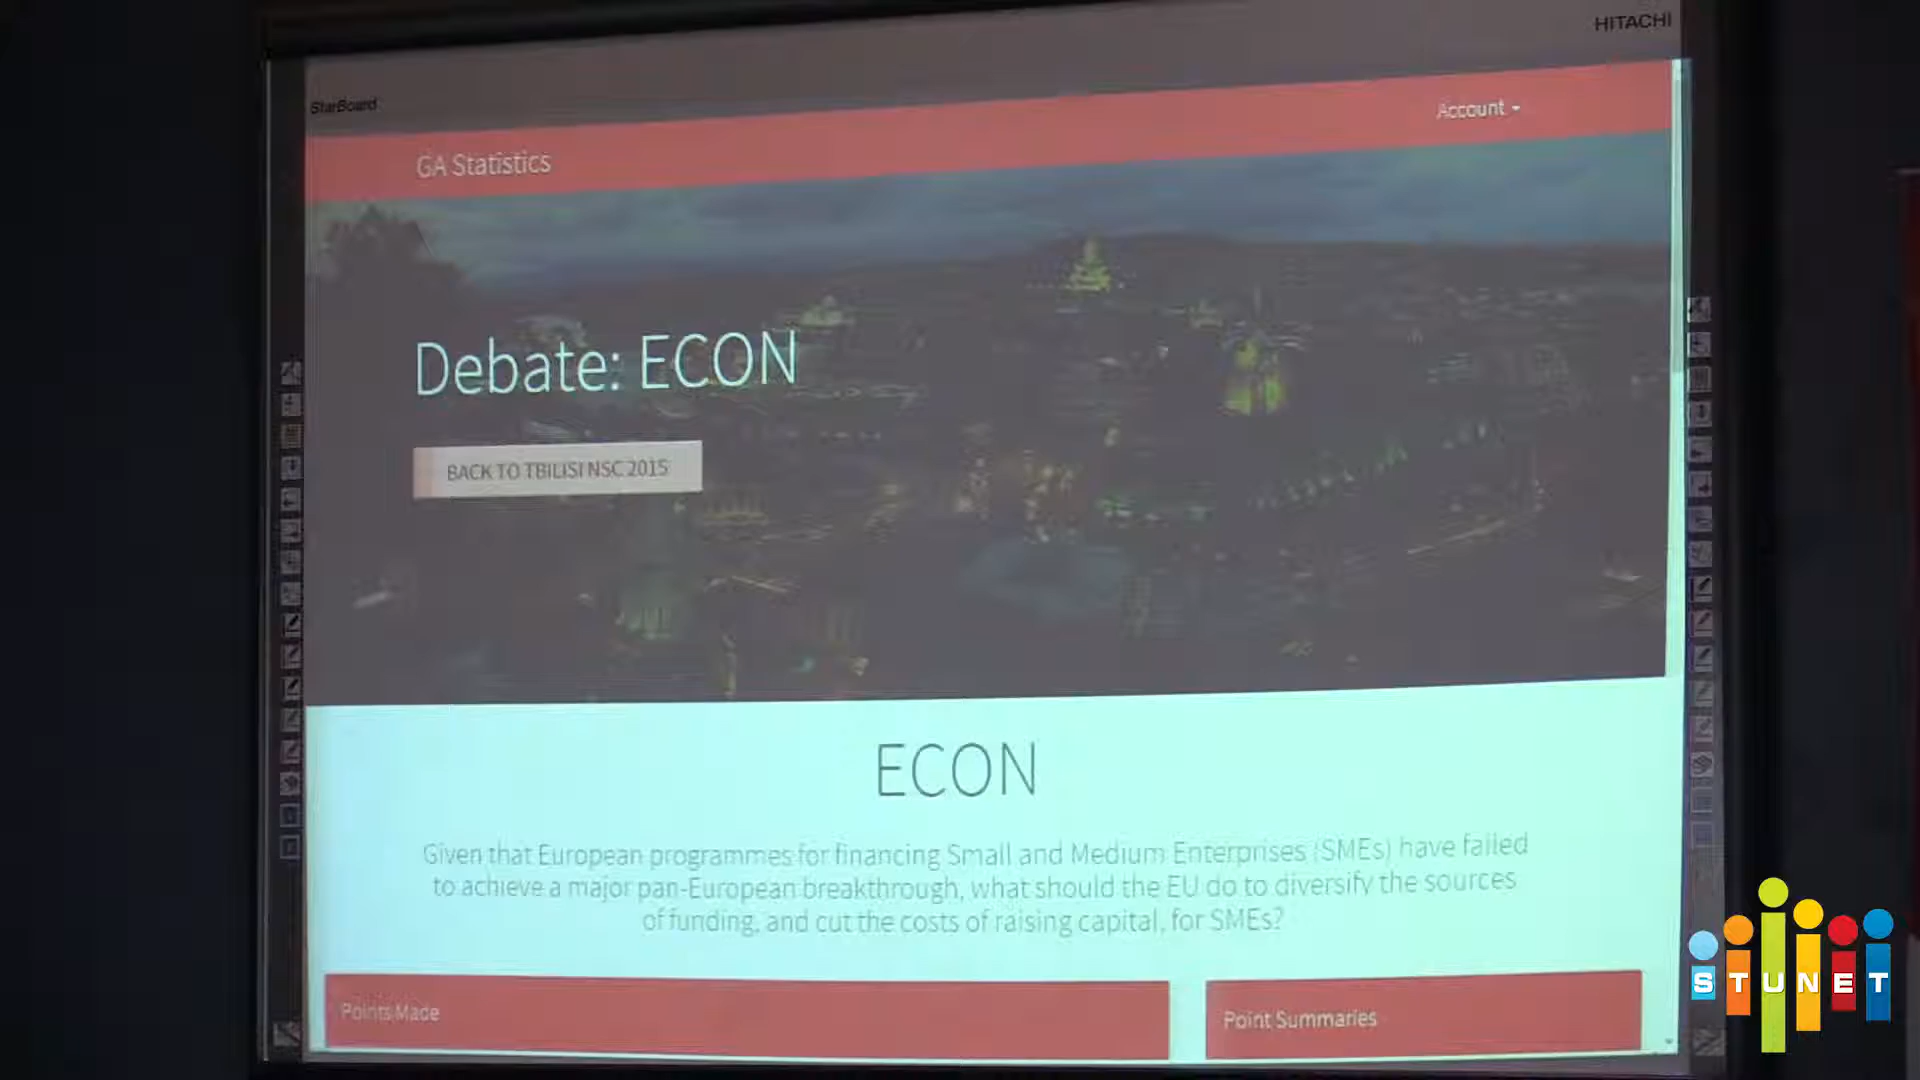 HITACHI
StarBoard
Account
GA Statistics
Debate: ECON
BACK TO TBILISI NSC 2015
ECON
Given that European programmes for financing Small and Medium Enterprises (SMEs) have failed
to achieve a major pan-European breakthrough, what should the EU do to diversify the sources
of funding, and cut the costs of raising capital, for SMEs?
Points Made
Point Summaries
STUNET